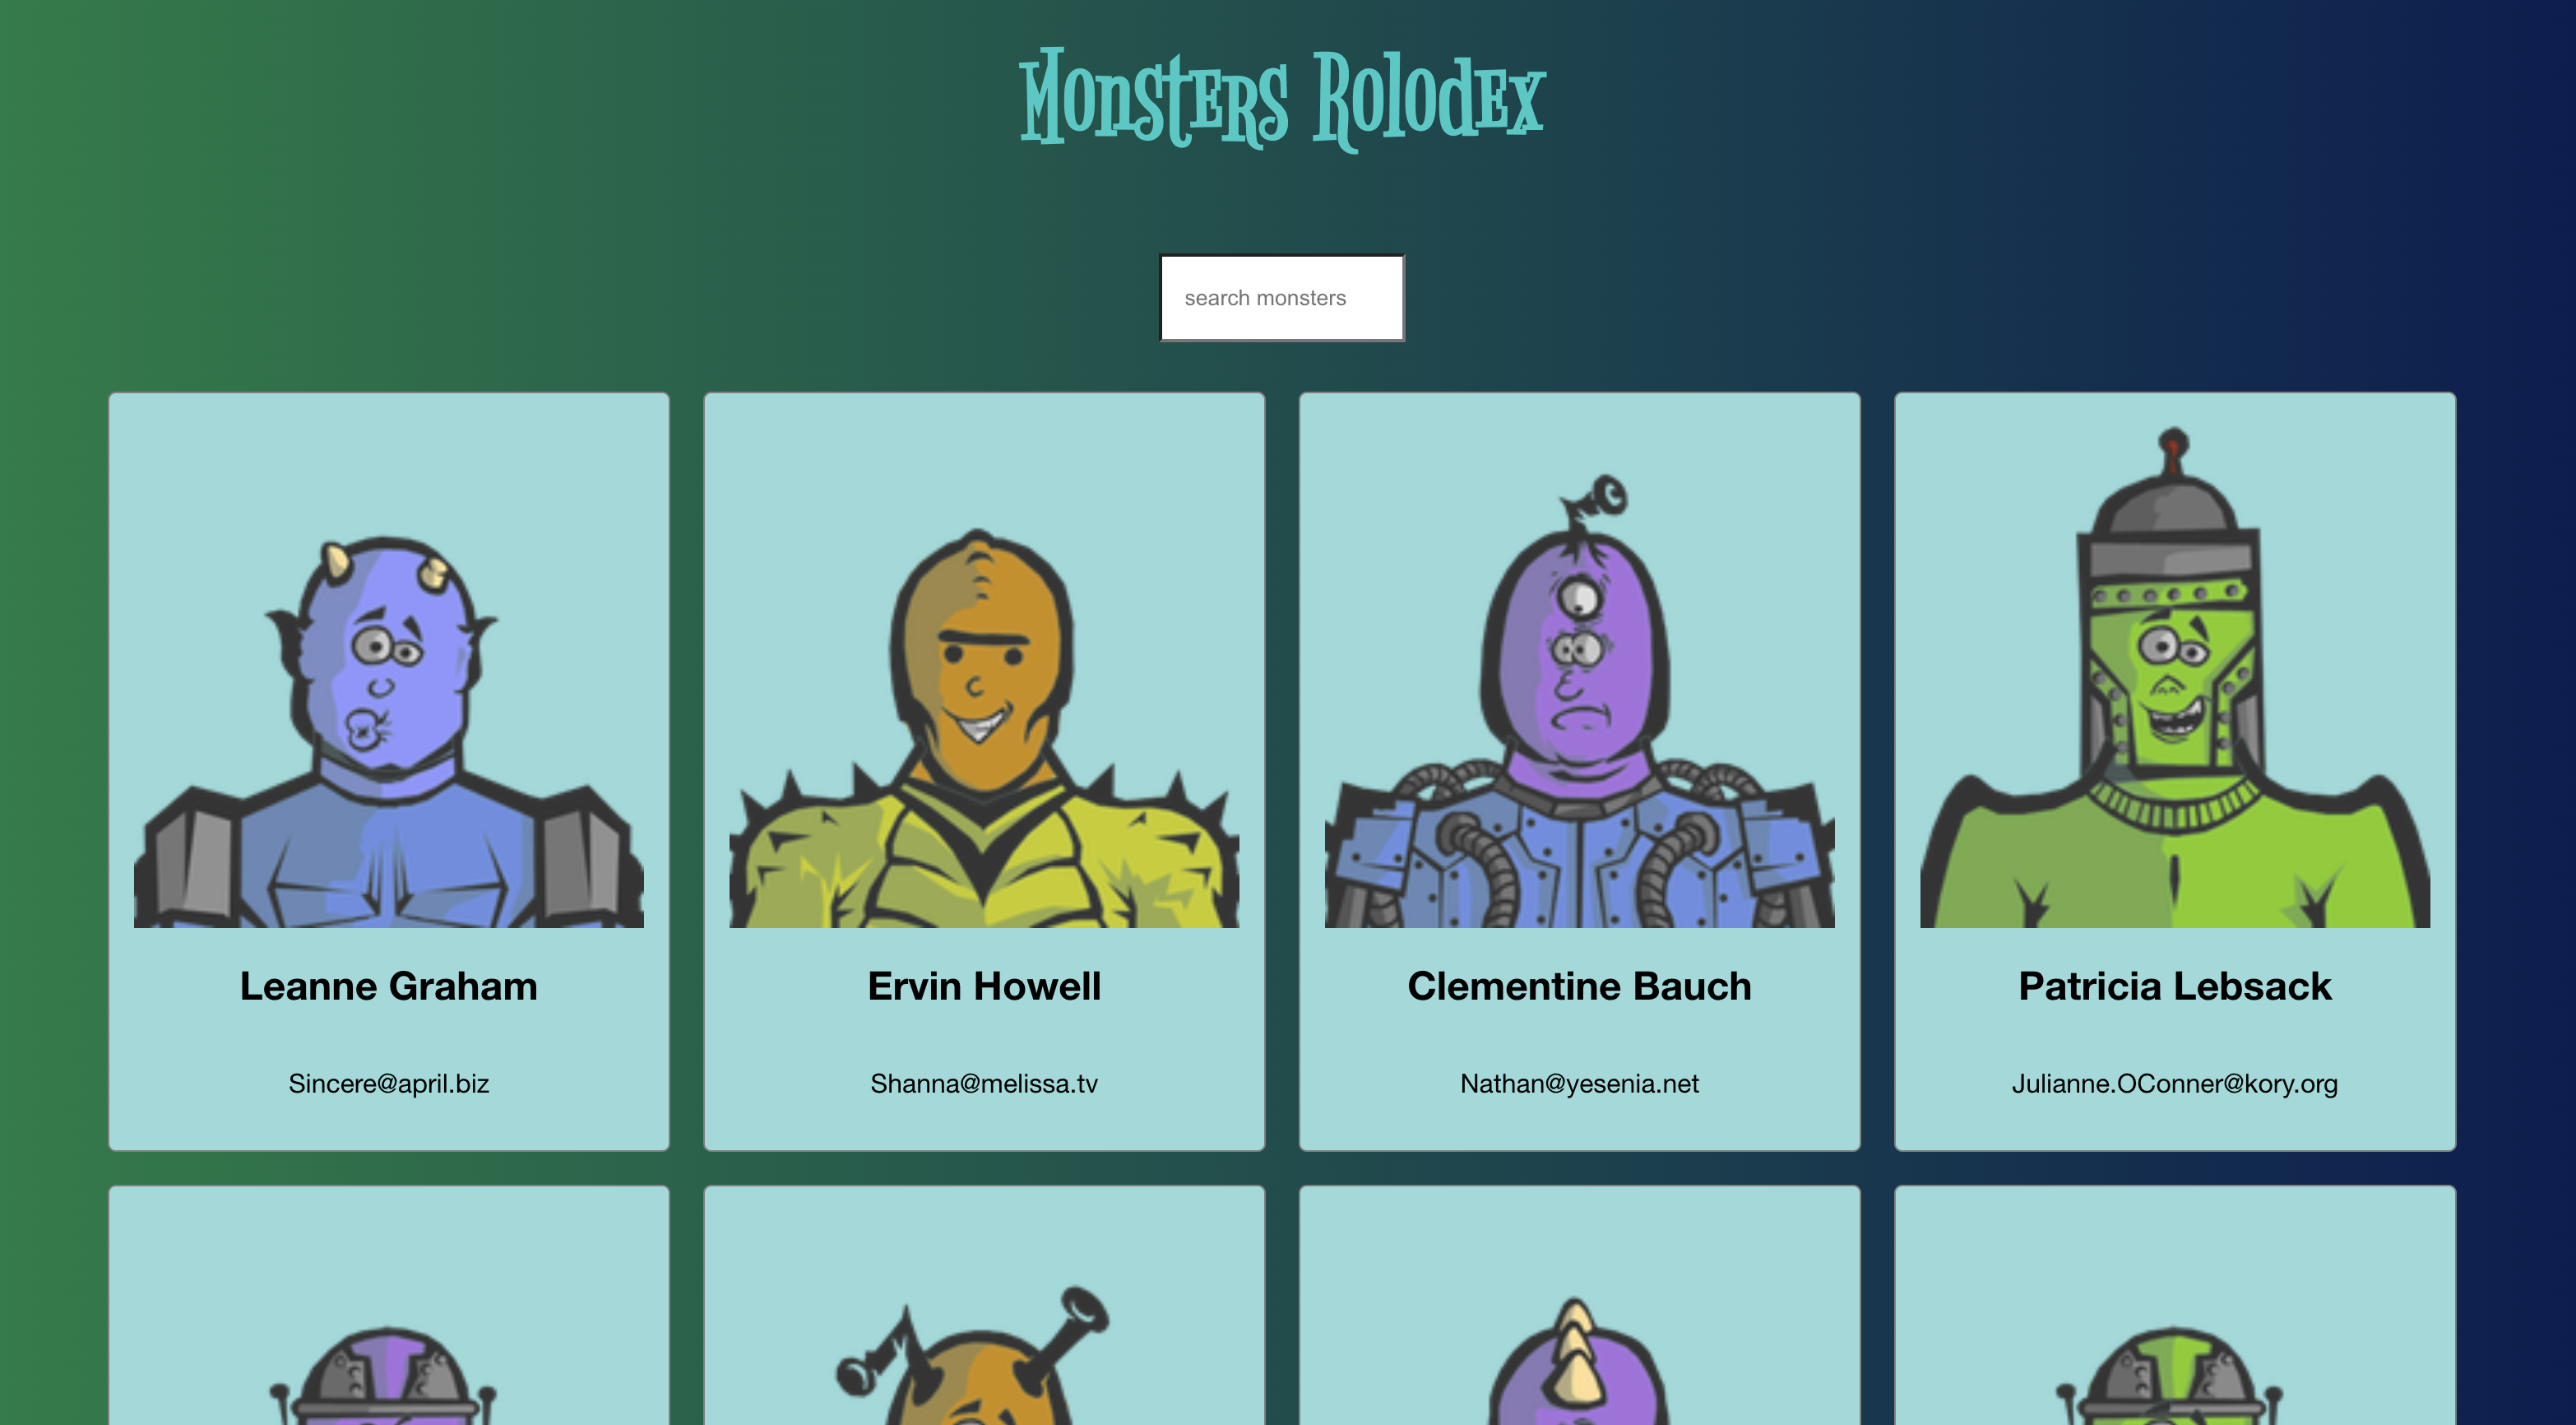 Monsters Rolodex
search monsters
Leanne Graham
Ervin Howell
Clementine Bauch
Patricia Lebsack
Sincere@april.biz
Shanna@melissa.tv
Nathan@yesenia.net
Julianne.OConner@kory.org